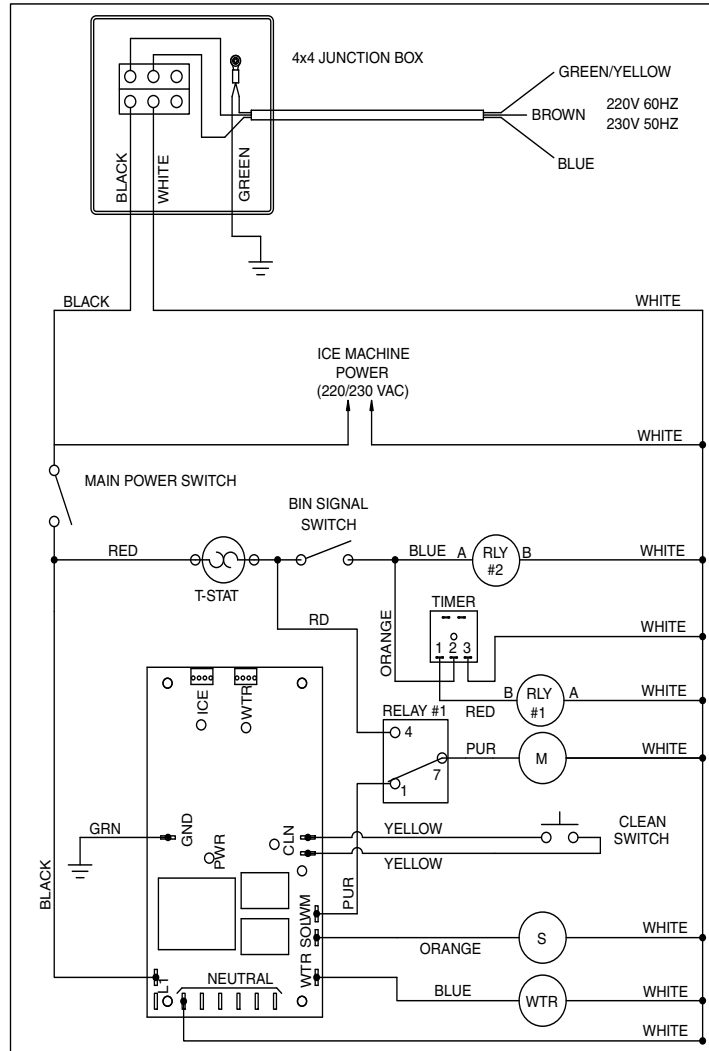 4x4 JUNCTION BOX
GREEN/YELLOW
BROWN
220V 60HZ
230V 50HZ
BLUE
BLACK
WHITE
GREEN
BLACK
WHITE
ICE MACHINE
POWER
(220/230 VAC)
WHITE
MAIN POWER SWITCH
BIN SIGNAL
SWITCH
RED
T-STAT
BLUE
A
RLY
#2
B
WHITE
RD
ORANGE
TIMER
1 2 3
WHITE
RED
B
RLY
#1
A
WHITE
RELAY #1
4
7
1
PUR
M
WHITE
ICE
WTR
GRN
GND
PWR
CLN
YELLOW
YELLOW
CLEAN
SWITCH
BLACK
PUR
WM
SOL
WTR
ORANGE
S
WHITE
L1
NEUTRAL
BLUE
WTR
WHITE
WHITE